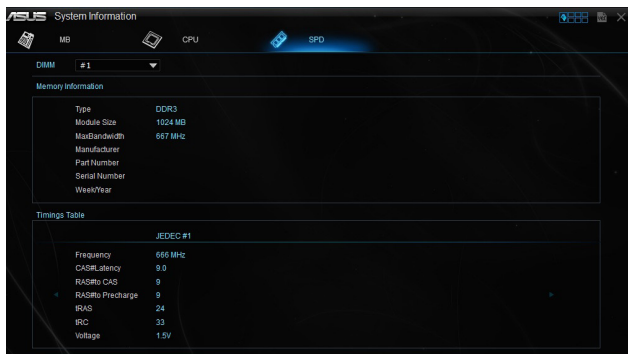 ASUS System Information
MB CPU SPD
DIMM #1
Memory Information
Type DDR3
Module Size 1024 MB
MaxBandwidth 667 MHz
Manufacturer
Part Number
Serial Number
Week/Year
Timings Table
JEDEC #1
Frequency 666 MHz
CAS#Latency 9.0
RAS#to CAS 9
RAS#to Precharge 9
tRAS 24
tRC 33
Voltage 1.5V